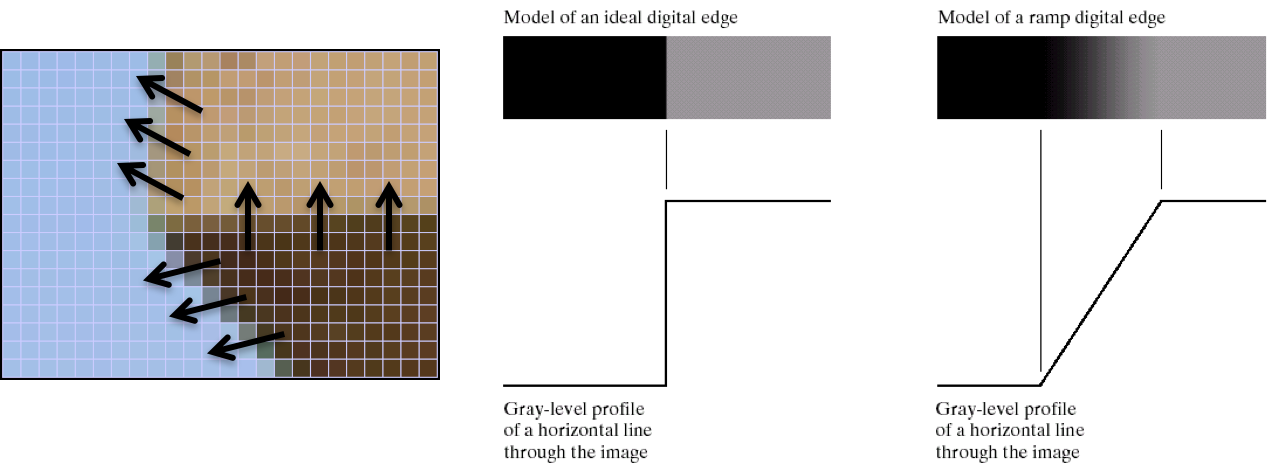 Model of an ideal digital edge
Model of a ramp digital edge
Gray-level profile
of a horizontal line
through the image
Gray-level profile
of a horizontal line
through the image